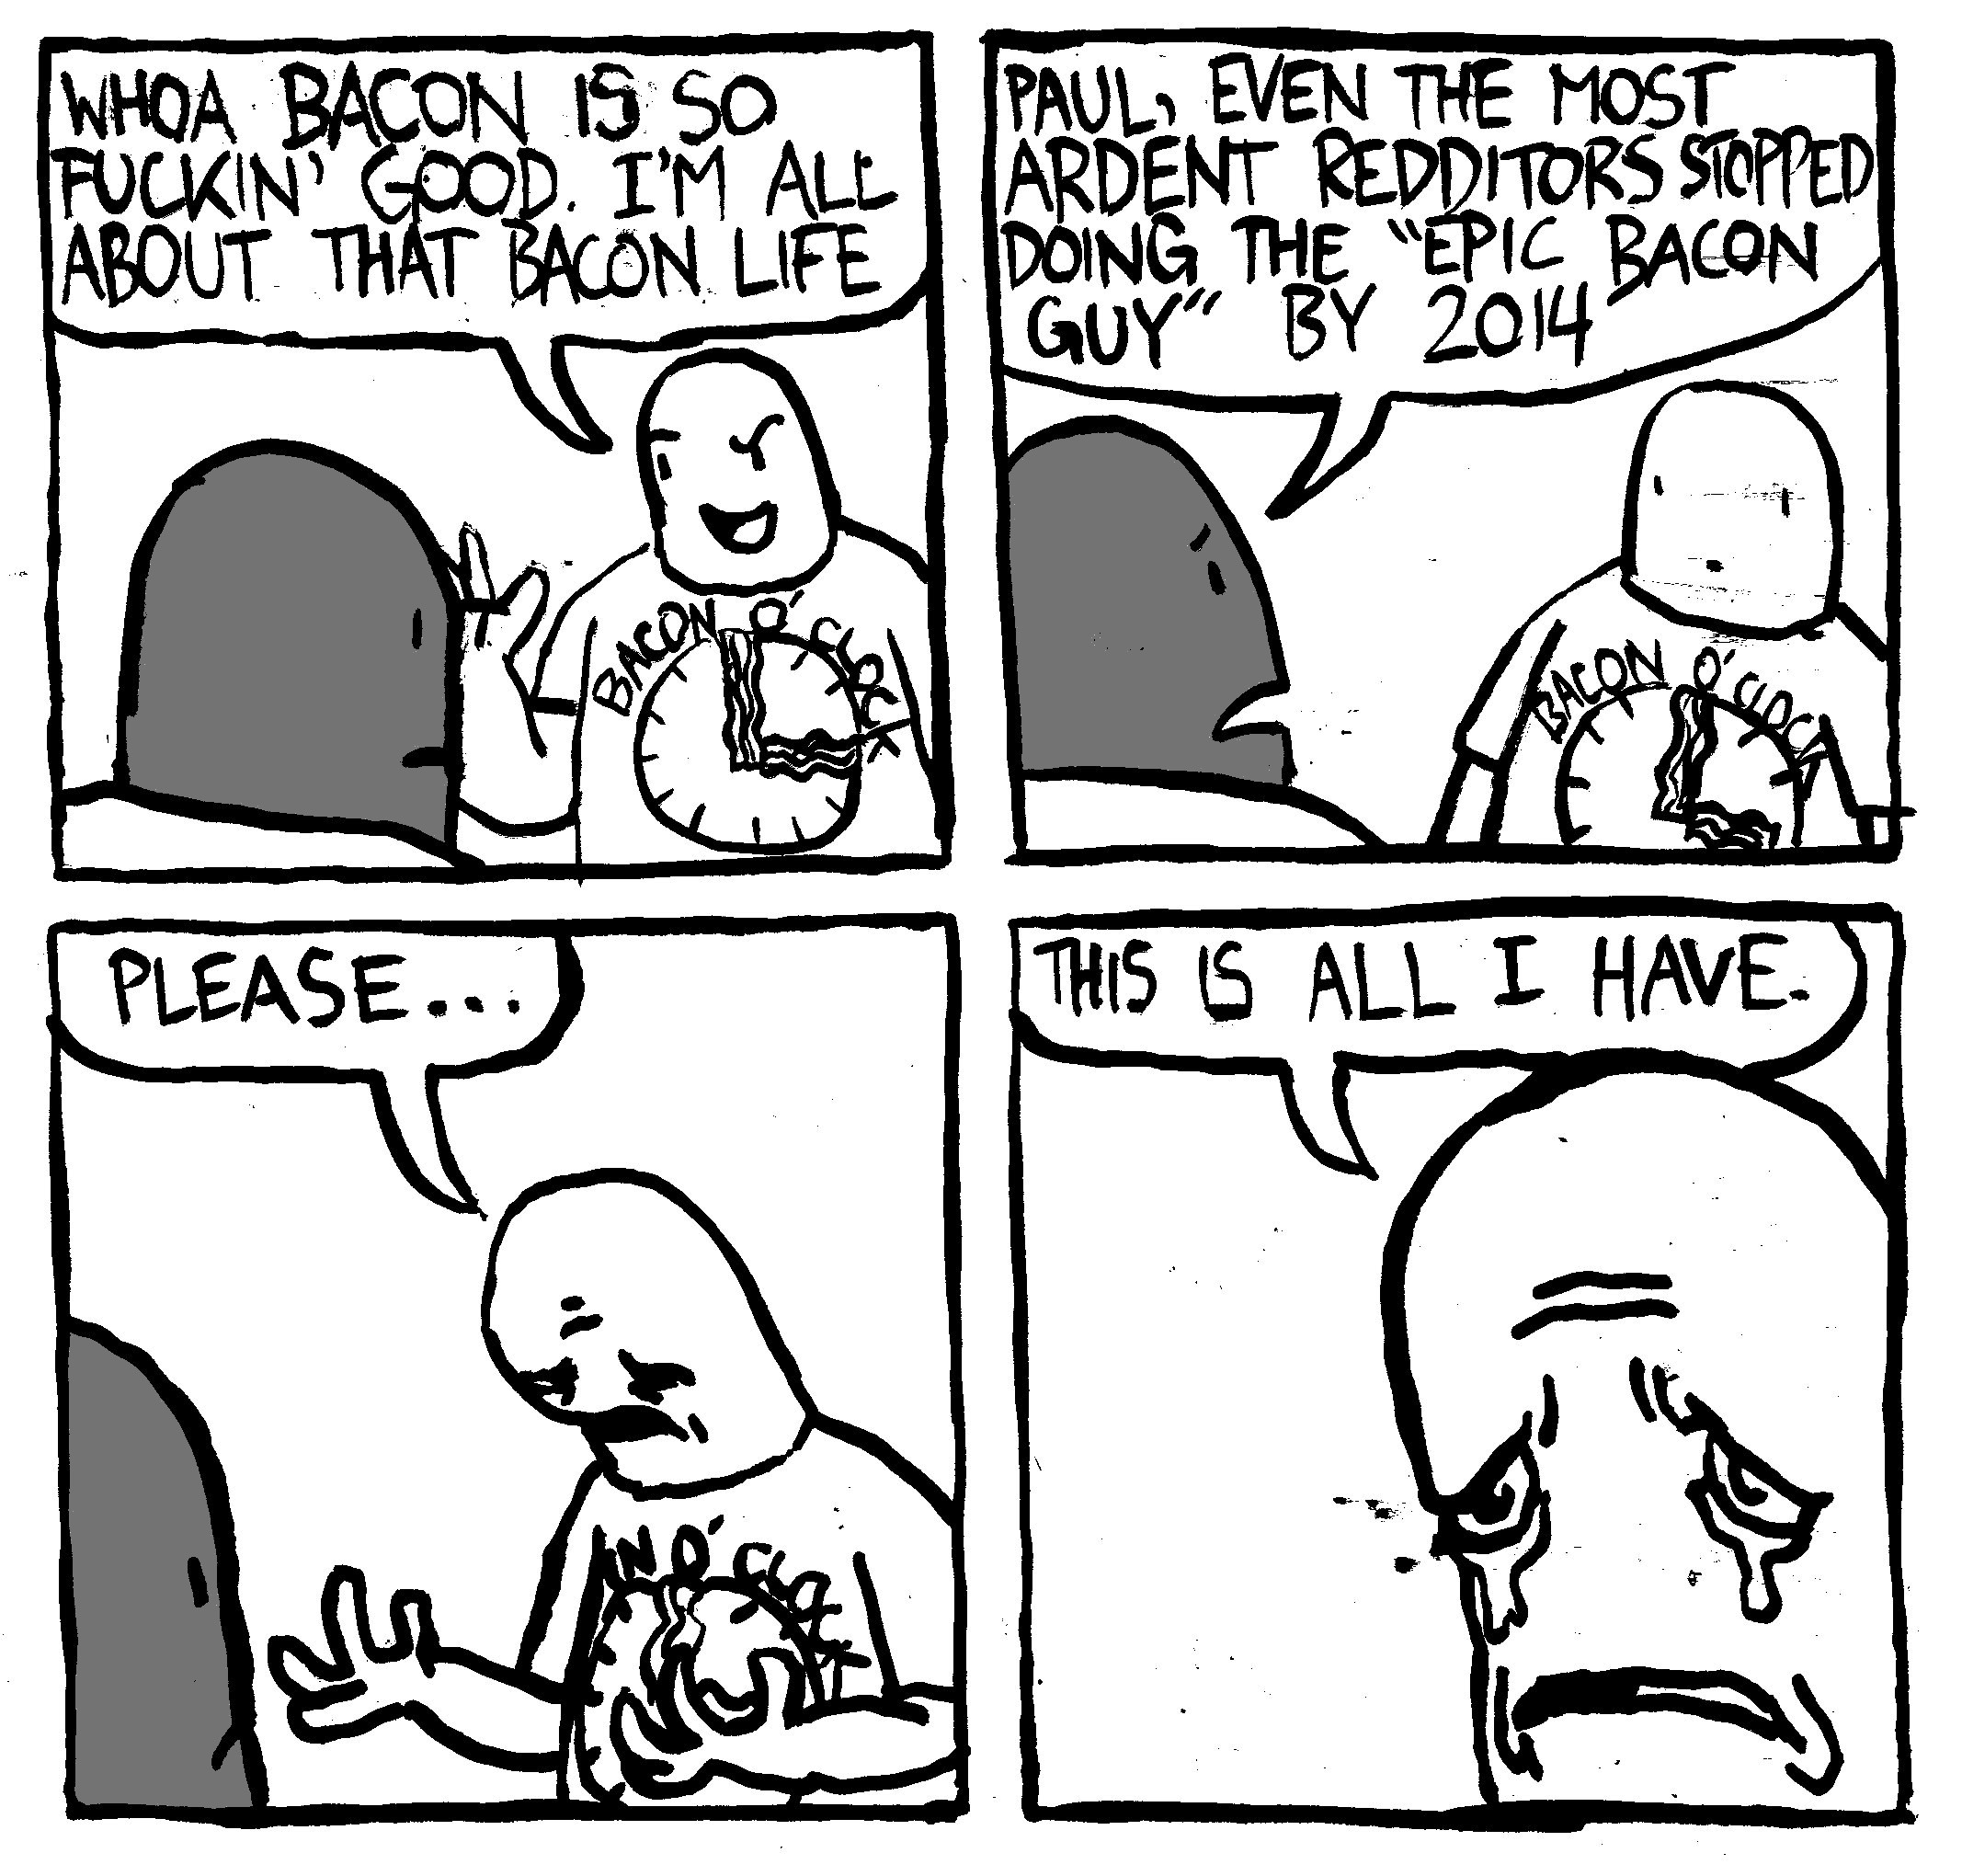 WHOA BACON IS SO
FUCKIN' GOOD. I'M ALL
ABOUT THAT BACON LIFE
BACON O'CLOCK
PAUL, EVEN THE MOST
ARDENT REDDITORS STOPPED
DOING THE "EPIC BACON
GUY" BY 2014
BACON O'CLOCK
PLEASE...
N O'CLOCK
THIS IS ALL I HAVE.